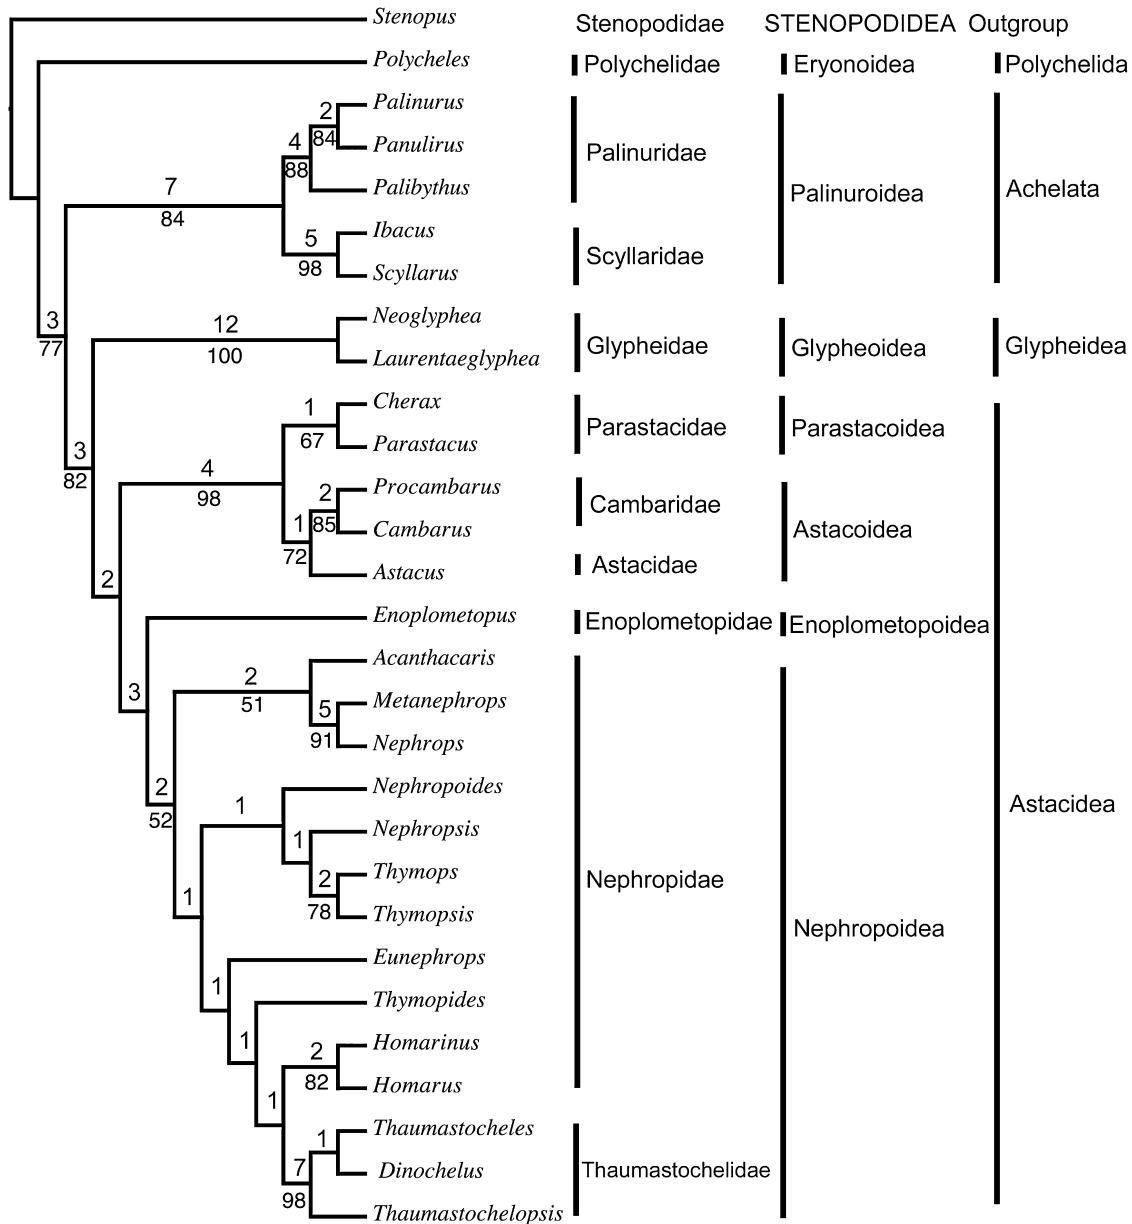 Stenopus
Stenopodidae STENOPODIDEA Outgroup
Polycheles Polychelidae Eryonoidea Polychelida
Palinurus
2
84
Panulirus
4
88
Palinuridae
Palibythus
7
84
Palinuroidea Achelata
Ibacus
5
98
Scyllaridae
Scyllarus
Neoglyphea
3
77
12
100
Glypheidae Glypheoidea Glypheidea
Laurentaeglyphea
Cherax
1
67
Parastacidae Parastacoidea
Parastacus
3
82
4
98
Procambarus
2
85
Cambaridae
Cambarus
1
72
Astacoidea
Astacidae
Astacus
2
Enoplometopus
Enoplometopidae Enoplometopoidea
Acanthacaris
2
51
3
Metanephrops
5
91
Nephrops
Nephropoides
2
52
1
Astacidea
Nephropsis
1
Thymops
2
78
Nephropidae
Thymopsis
1
Nephropoidea
Eunephrops
1
Thymopides
1
Homarinus
2
82
Homarus
1
Thaumastocheles
1
Dinochelus
7
98
Thaumastochelidae
Thaumastochelopsis